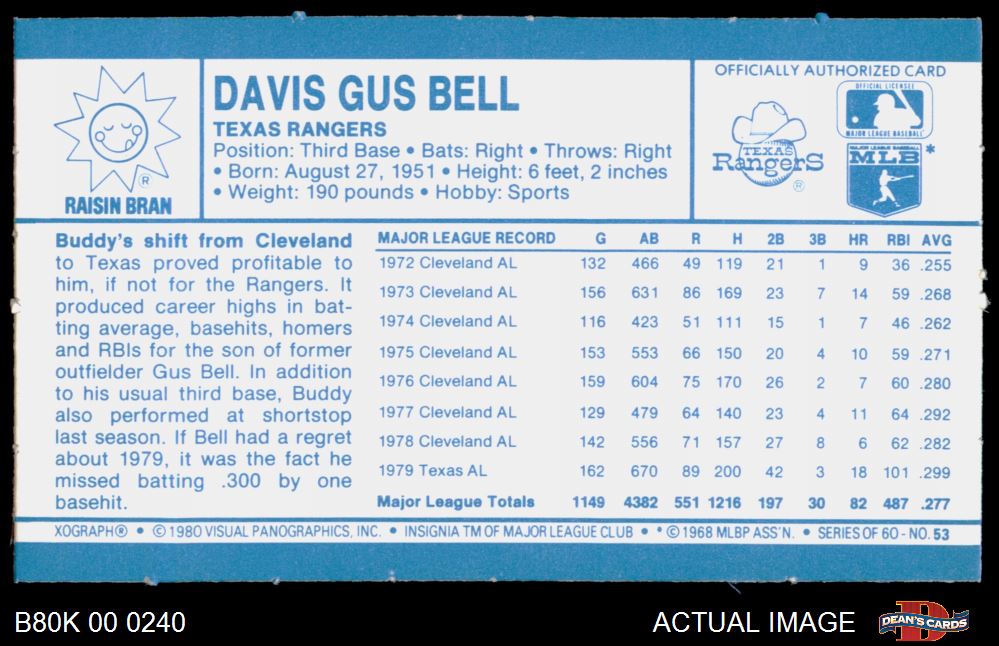 RAISIN BRAN
®
DAVIS GUS BELL
TEXAS RANGERS
Position: Third Base • Bats: Right • Throws: Right
• Born: August 27, 1951 • Height: 6 feet, 2 inches
• Weight: 190 pounds • Hobby: Sports
OFFICIALLY AUTHORIZED CARD
TEXAS
RangerS
®
OFFICIAL LICENSEE
MAJOR LEAGUE BASEBALL
MAJOR LEAGUE BASEBALL
MLB *
Buddy's shift from Cleveland
to Texas proved profitable to
him, if not for the Rangers. It
produced career highs in bat-
ting average, basehits, homers
and RBIs for the son of former
outfielder Gus Bell. In addition
to his usual third base, Buddy
also performed at shortstop
last season. If Bell had a regret
about 1979, it was the fact he
missed batting .300 by one
basehit.
MAJOR LEAGUE RECORD G AB R H 2B 3B HR RBI AVG
1972 Cleveland AL 132 466 49 119 21 1 9 36 .255
1973 Cleveland AL 156 631 86 169 23 7 14 59 .268
1974 Cleveland AL 116 423 51 111 15 1 7 46 .262
1975 Cleveland AL 153 553 66 150 20 4 10 59 .271
1976 Cleveland AL 159 604 75 170 26 2 7 60 .280
1977 Cleveland AL 129 479 64 140 23 4 11 64 .292
1978 Cleveland AL 142 556 71 157 27 8 6 62 .282
1979 Texas AL 162 670 89 200 42 3 18 101 .299
Major League Totals 1149 4382 551 1216 197 30 82 487 .277
XOGRAPH® • ©1980 VISUAL PANOGRAPHICS, INC. • INSIGNIA TM OF MAJOR LEAGUE CLUB • * ©1968 MLBP ASS'N. • SERIES OF 60 - NO. 53
B80K 00 0240
ACTUAL IMAGE
D
DEAN'S CARDS